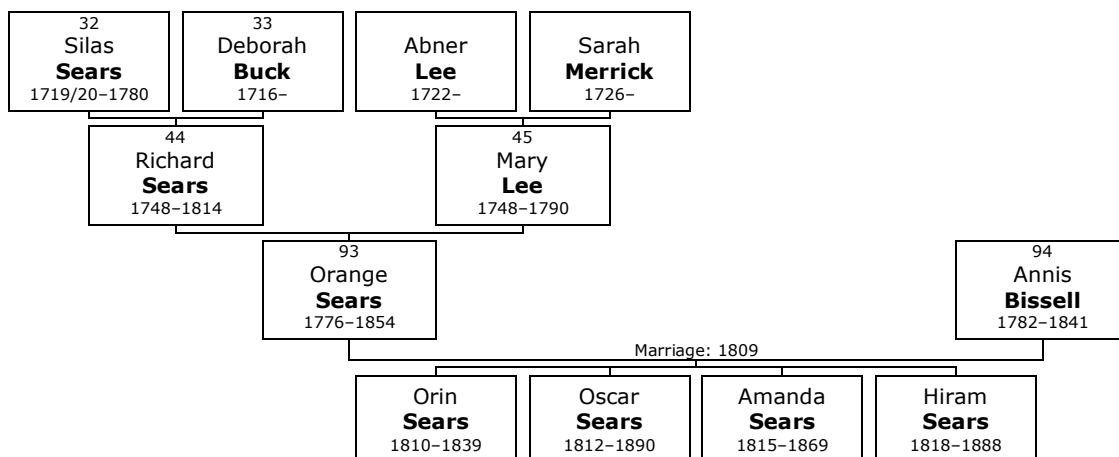 32
Silas
Sears
1719/20–1780
33
Deborah
Buck
1716–
Abner
Lee
1722–
Sarah
Merrick
1726–
44
Richard
Sears
1748–1814
45
Mary
Lee
1748–1790
93
Orange
Sears
1776–1854
94
Annis
Bissell
1782–1841
Marriage: 1809
Orin
Sears
1810–1839
Oscar
Sears
1812–1890
Amanda
Sears
1815–1869
Hiram
Sears
1818–1888